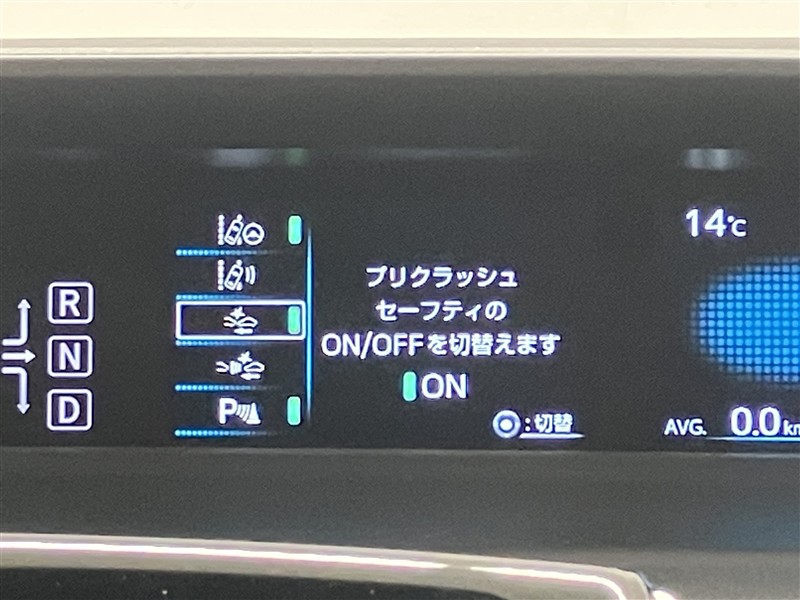 R
N
D
P
プリクラッシュ
セーフティの
ON/OFFを切替えます
ON
:切替
14℃
AVG. 0.0 km